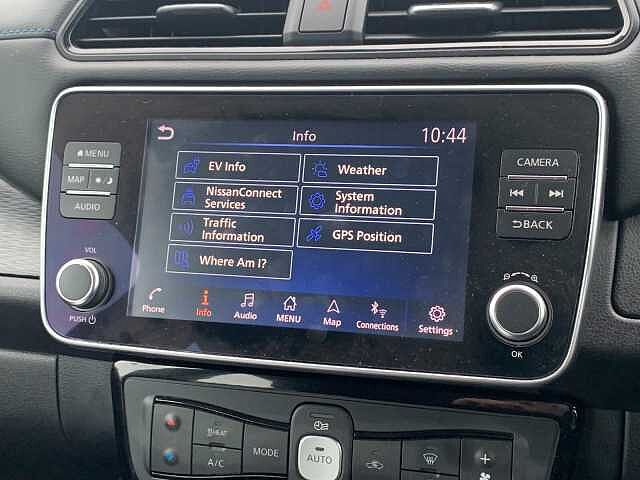 Info
10:44
MENU
MAP
AUDIO
VOL
PUSH
EV Info
Weather
NissanConnect
Services
System
Information
Traffic
Information
GPS Position
Where Am I?
Phone
Info
Audio
MENU
Map
Connections
Settings
CAMERA
BACK
OK
A/C
MODE
AUTO